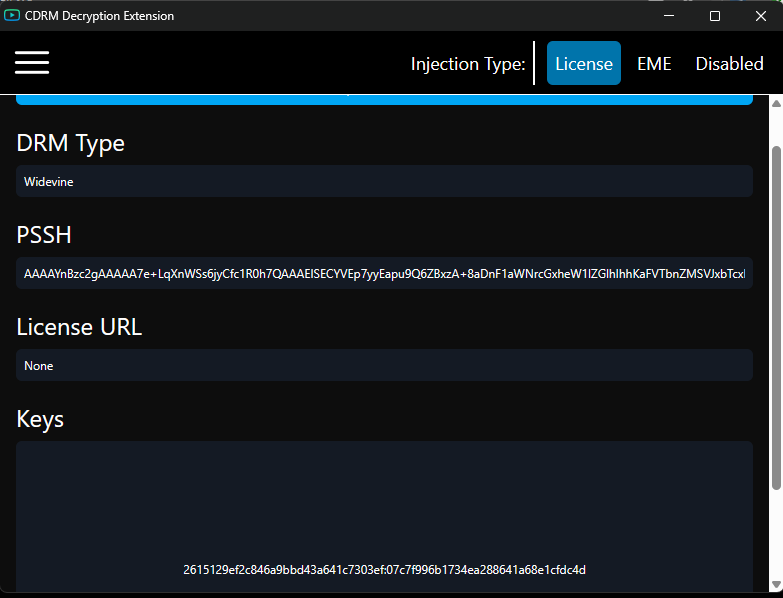 CDRM Decryption Extension
Injection Type: License EME Disabled
DRM Type
Widevine
PSSH
AAAAYnBzc2gAAAAA7e+LqXnWSs6jyCfc1R0h7QAAAEISECYVEp7yyEapu9Q6ZBxzA+8aDnF1aWNrcGxheW1lZGlhIhhKaFVTbnZMSVJxbTcxl
License URL
None
Keys
2615129ef2c846a9bbd43a641c7303ef:07c7f996b1734ea288641a68e1cfdc4d